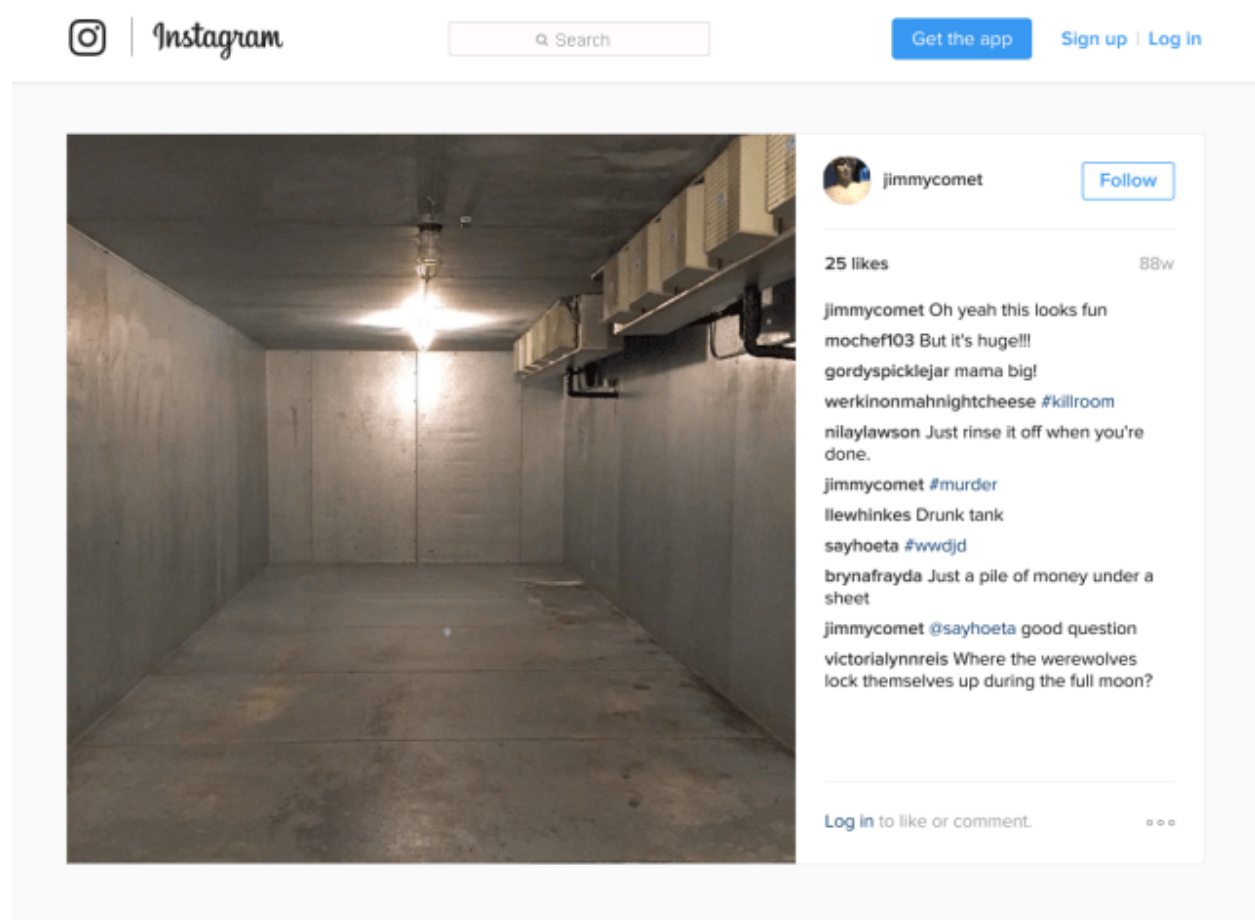 Instagram
Search
Get the app
Sign up | Log in
jimmycomet
Follow
25 likes
88w
jimmycomet Oh yeah this looks fun
mochef103 But it's huge!!!
gordyspicklejar mama big!
werkinonmahnightcheese #killroom
nilaylawson Just rinse it off when you're
done.
jimmycomet #murder
llewhinkes Drunk tank
sayhoeta #wwdjd
brynafrayda Just a pile of money under a
sheet
jimmycomet @sayhoeta good question
victorialynnreis Where the werewolves
lock themselves up during the full moon?
Log in to like or comment.